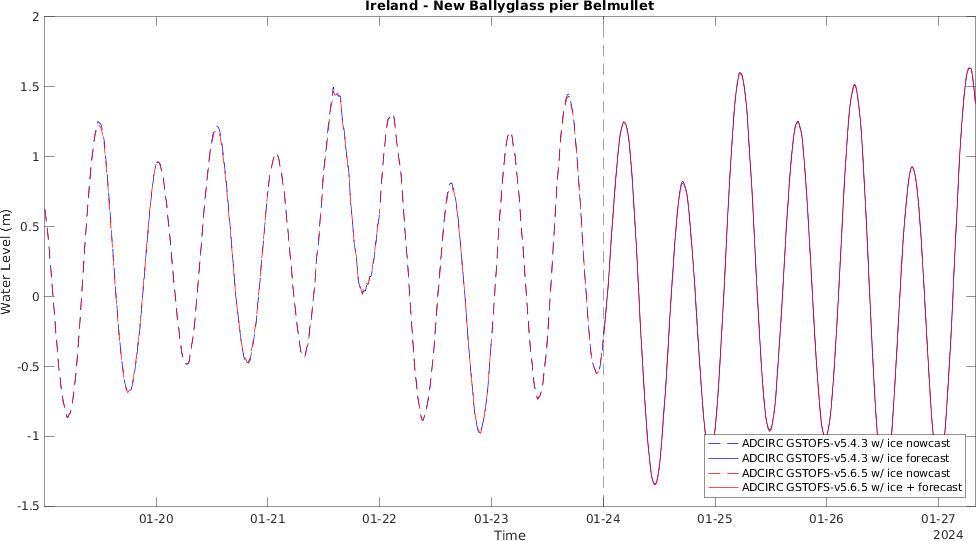 Ireland - New Ballyglass pier Belmullet
Water Level (m)
2
1.5
1
0.5
0
-0.5
-1
-1.5
ADCIRC GSTOFS-v5.4.3 w/ ice nowcast
ADCIRC GSTOFS-v5.4.3 w/ ice forecast
ADCIRC GSTOFS-v5.6.5 w/ ice nowcast
ADCIRC GSTOFS-v5.6.5 w/ ice + forecast
01-20 01-21 01-22 01-23 01-24 01-25 01-26 01-27
Time
2024